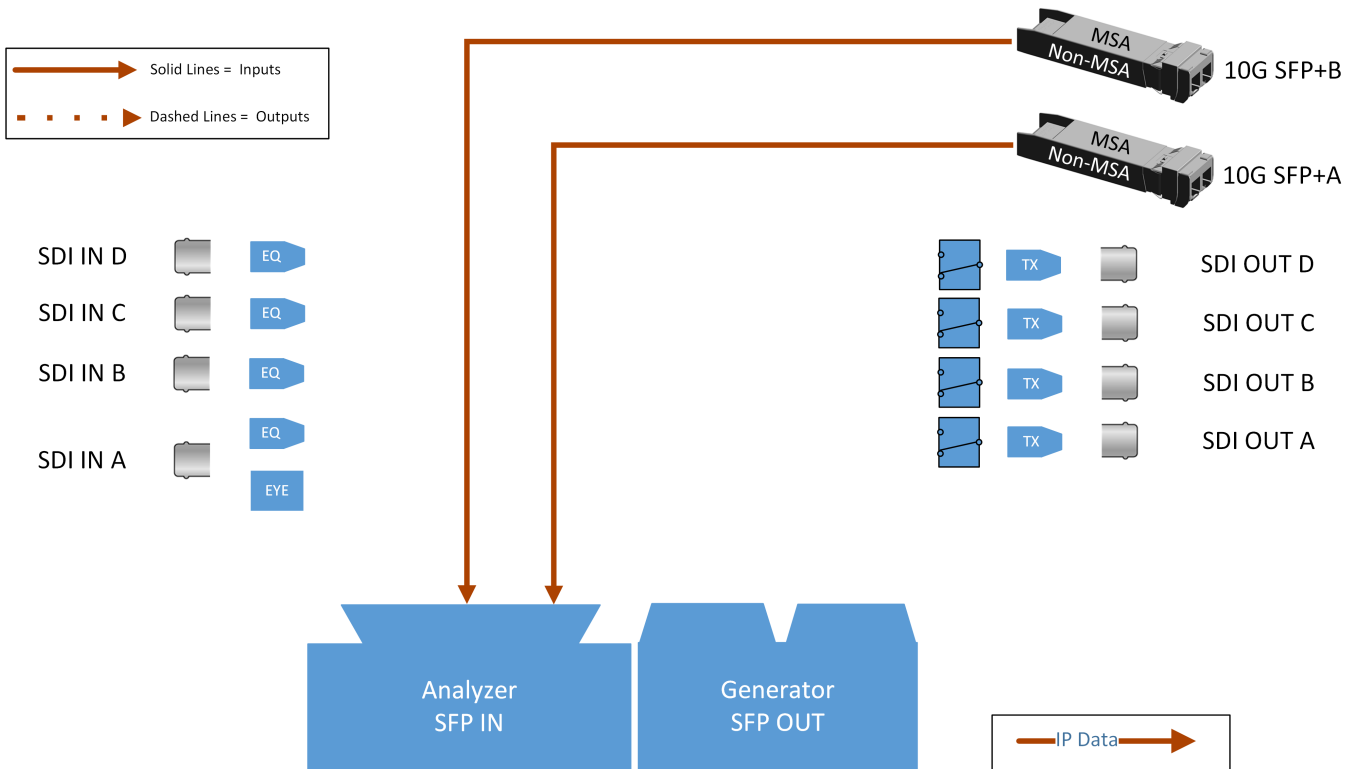 MSA
Non-MSA
10G SFP+B
Solid Lines = Inputs
Dashed Lines = Outputs
MSA
Non-MSA
10G SFP+A
SDI IN D
EQ
TX
SDI OUT D
SDI IN C
EQ
TX
SDI OUT C
SDI IN B
EQ
TX
SDI OUT B
EQ
SDI IN A
EYE
TX
SDI OUT A
Analyzer
SFP IN
Generator
SFP OUT
IP Data